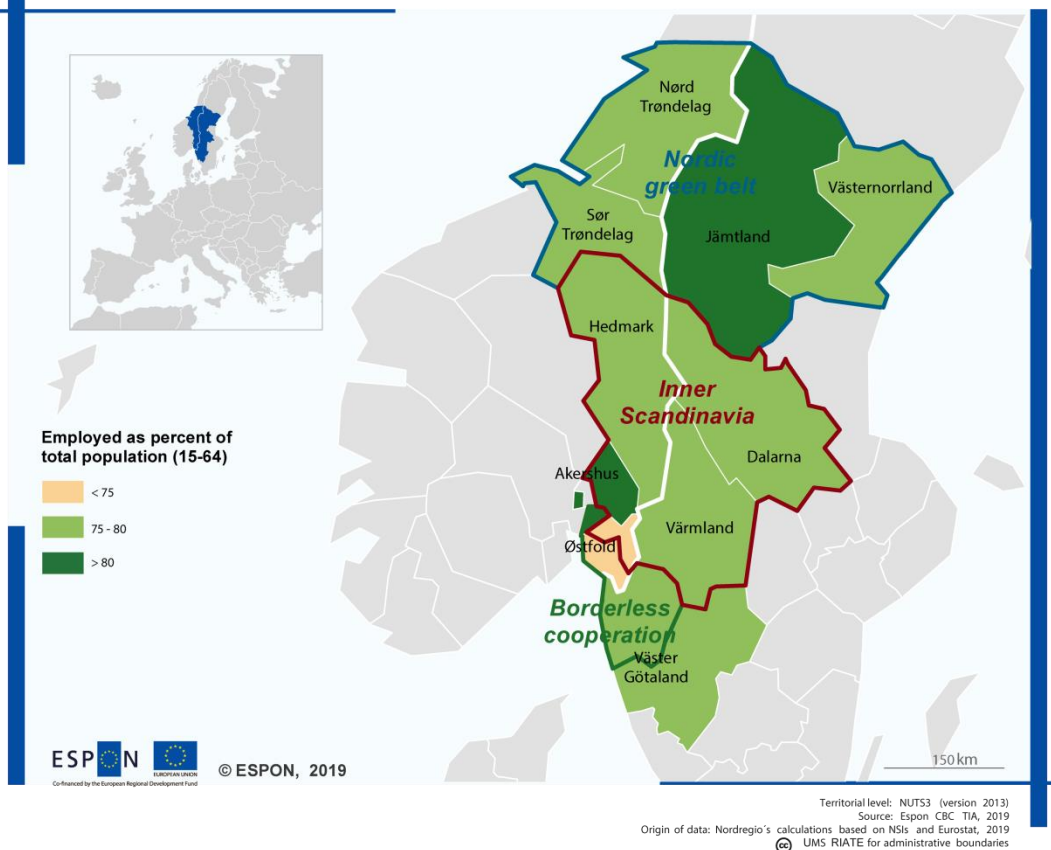 Nørd
Trøndelag
Nordic
green belt
Västernorrland
Sør
Trøndelag
Jämtland
Hedmark
Inner
Scandinavia
Employed as percent of
total population (15-64)
Dalarna
Akershus
< 75
75 - 80
Värmland
Østfold
> 80
Borderless
cooperation
Väster
Götaland
ESPON
EUROPEAN UNION
Co-financed by the European Regional Development Fund
© ESPON, 2019
150 km
Territorial level: NUTS3 (version 2013)
Source: Espon CBC TIA, 2019
Origin of data: Nordregio´s calculations based on NSIs and Eurostat, 2019
cc UMS RIATE for administrative boundaries